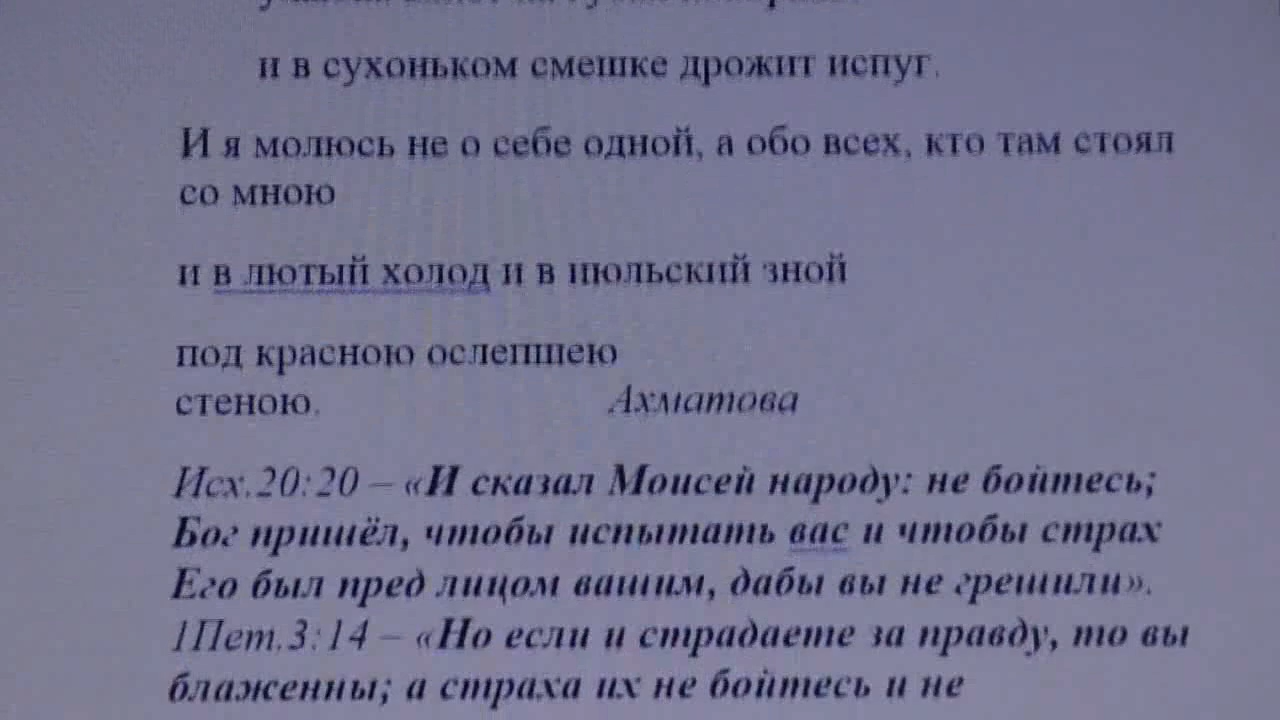 и в сухоньком смешке дрожит испуг.
И я молюсь не о себе одной, а обо всех, кто там стоял
со мною
и в лютый холод и в июльский зной
под красною ослепшею
стеною. Ахматова
Исх.20:20 – «И сказал Моисей народу: не бойтесь;
Бог пришёл, чтобы испытать вас и чтобы страх
Его был пред лицом вашим, дабы вы не грешили».
1Пет.3:14 – «Но если и страдаете за правду, то вы
блаженны; а страха их не бойтесь и не